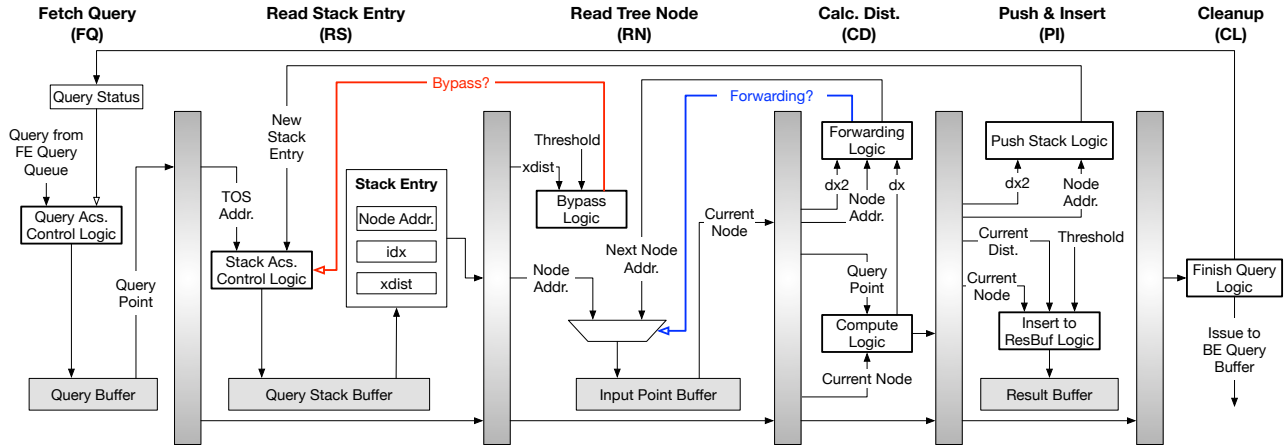 Fetch Query
(FQ)
Read Stack Entry
(RS)
Read Tree Node
(RN)
Calc. Dist.
(CD)
Push & Insert
(PI)
Cleanup
(CL)
Query Status
Query from
FE Query
Queue
Query Acs.
Control Logic
Query
Point
Query Buffer
Bypass?
New
Stack
Entry
TOS
Addr.
Stack Acs.
Control Logic
Stack Entry
Node Addr.
idx
xdist
Query Stack Buffer
Forwarding?
Threshold
xdist
Bypass
Logic
Node
Addr.
Next Node
Addr.
Current
Node
Input Point Buffer
Forwarding
Logic
dx2
Node
Addr.
dx
Query
Point
Compute
Logic
Current Node
Push Stack Logic
dx2
Node
Addr.
Current
Dist.
Threshold
Current
Node
Insert to
ResBuf Logic
Result Buffer
Finish Query
Logic
Issue to
BE Query
Buffer